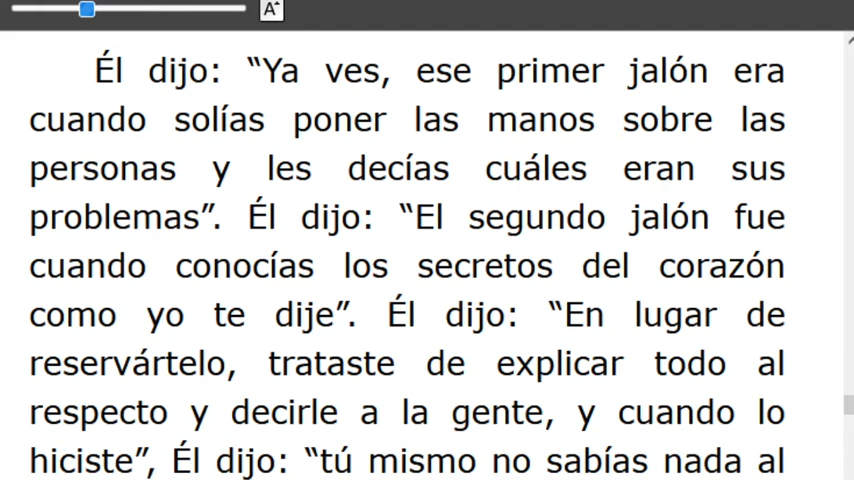 A
Él dijo: “Ya ves, ese primer jalón era
cuando solías poner las manos sobre las
personas y les decías cuáles eran sus
problemas”. Él dijo: “El segundo jalón fue
cuando conocías los secretos del corazón
como yo te dije”. Él dijo: “En lugar de
reservártelo, trataste de explicar todo al
respecto y decirle a la gente, y cuando lo
hiciste”, Él dijo: “tú mismo no sabías nada al